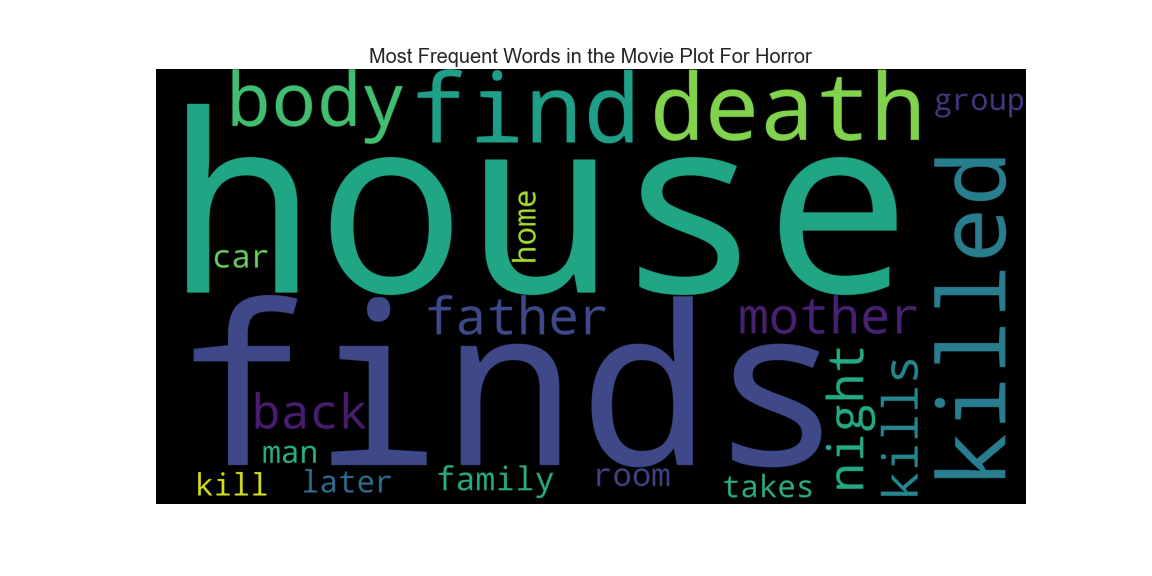 Most Frequent Words in the Movie Plot For Horror
body
find
death
group
house
home
car
killed
finds
father
mother
back
night
kills
man
kill
later
family
room
takes